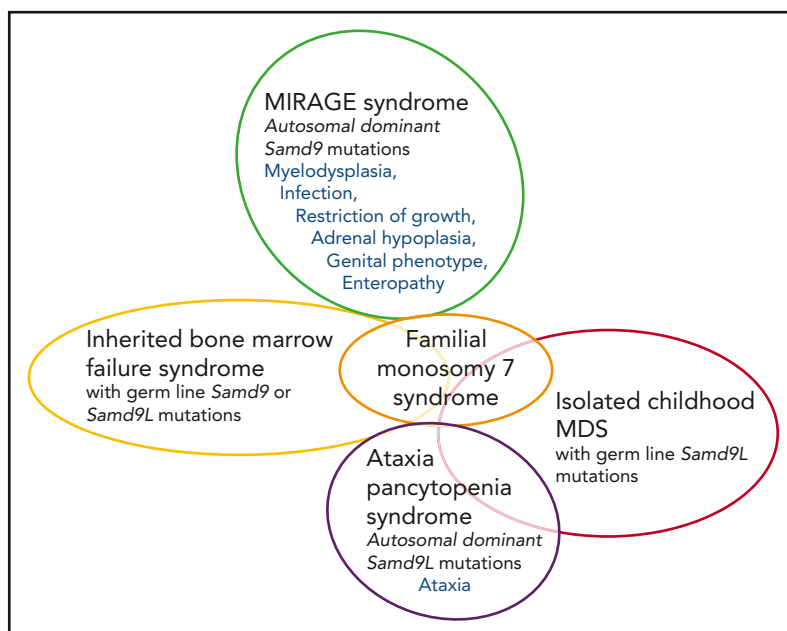 MIRAGE syndrome
Autosomal dominant
Samd9 mutations
Myelodysplasia,
Infection,
Restriction of growth,
Adrenal hypoplasia,
Genital phenotype,
Enteropathy
Inherited bone marrow
failure syndrome
with germ line Samd9 or
Samd9L mutations
Familial
monosomy 7
syndrome
Isolated childhood
MDS
with germ line Samd9L
mutations
Ataxia
pancytopenia
syndrome
Autosomal dominant
Samd9L mutations
Ataxia